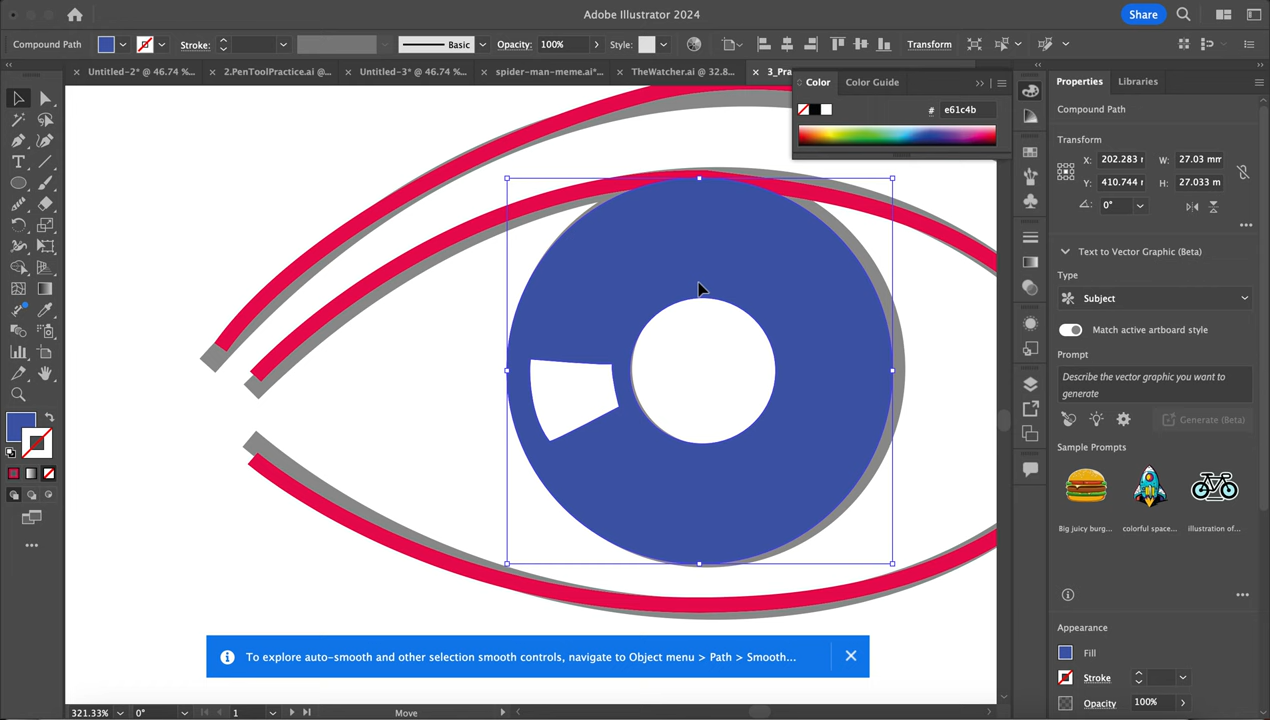 Adobe Illustrator 2024
Share
Compound Path
Stroke:
Basic
Opacity: 100%
Style:
Transform
Untitled-2* @ 46.74 %...
2.PenToolPractice.ai @...
Untitled-3* @ 46.74 %...
spider-man-meme.ai*...
TheWatcher.ai @ 32.8...
3_Pra
Color
Color Guide
# e61c4b
Properties
Libraries
Compound Path
Transform
X: 202.283 r
W: 27.03 mm
Y: 410.744 r
H: 27.033 m
0°
Text to Vector Graphic (Beta)
Type
Subject
Match active artboard style
Prompt
Describe the vector graphic you want to
generate
Generate (Beta)
Sample Prompts
Big juicy burg...
colorful space...
illustration of...
Appearance
Fill
Stroke
Opacity 100%
To explore auto-smooth and other selection smooth controls, navigate to Object menu > Path > Smooth...
321.33%
0°
1
Move